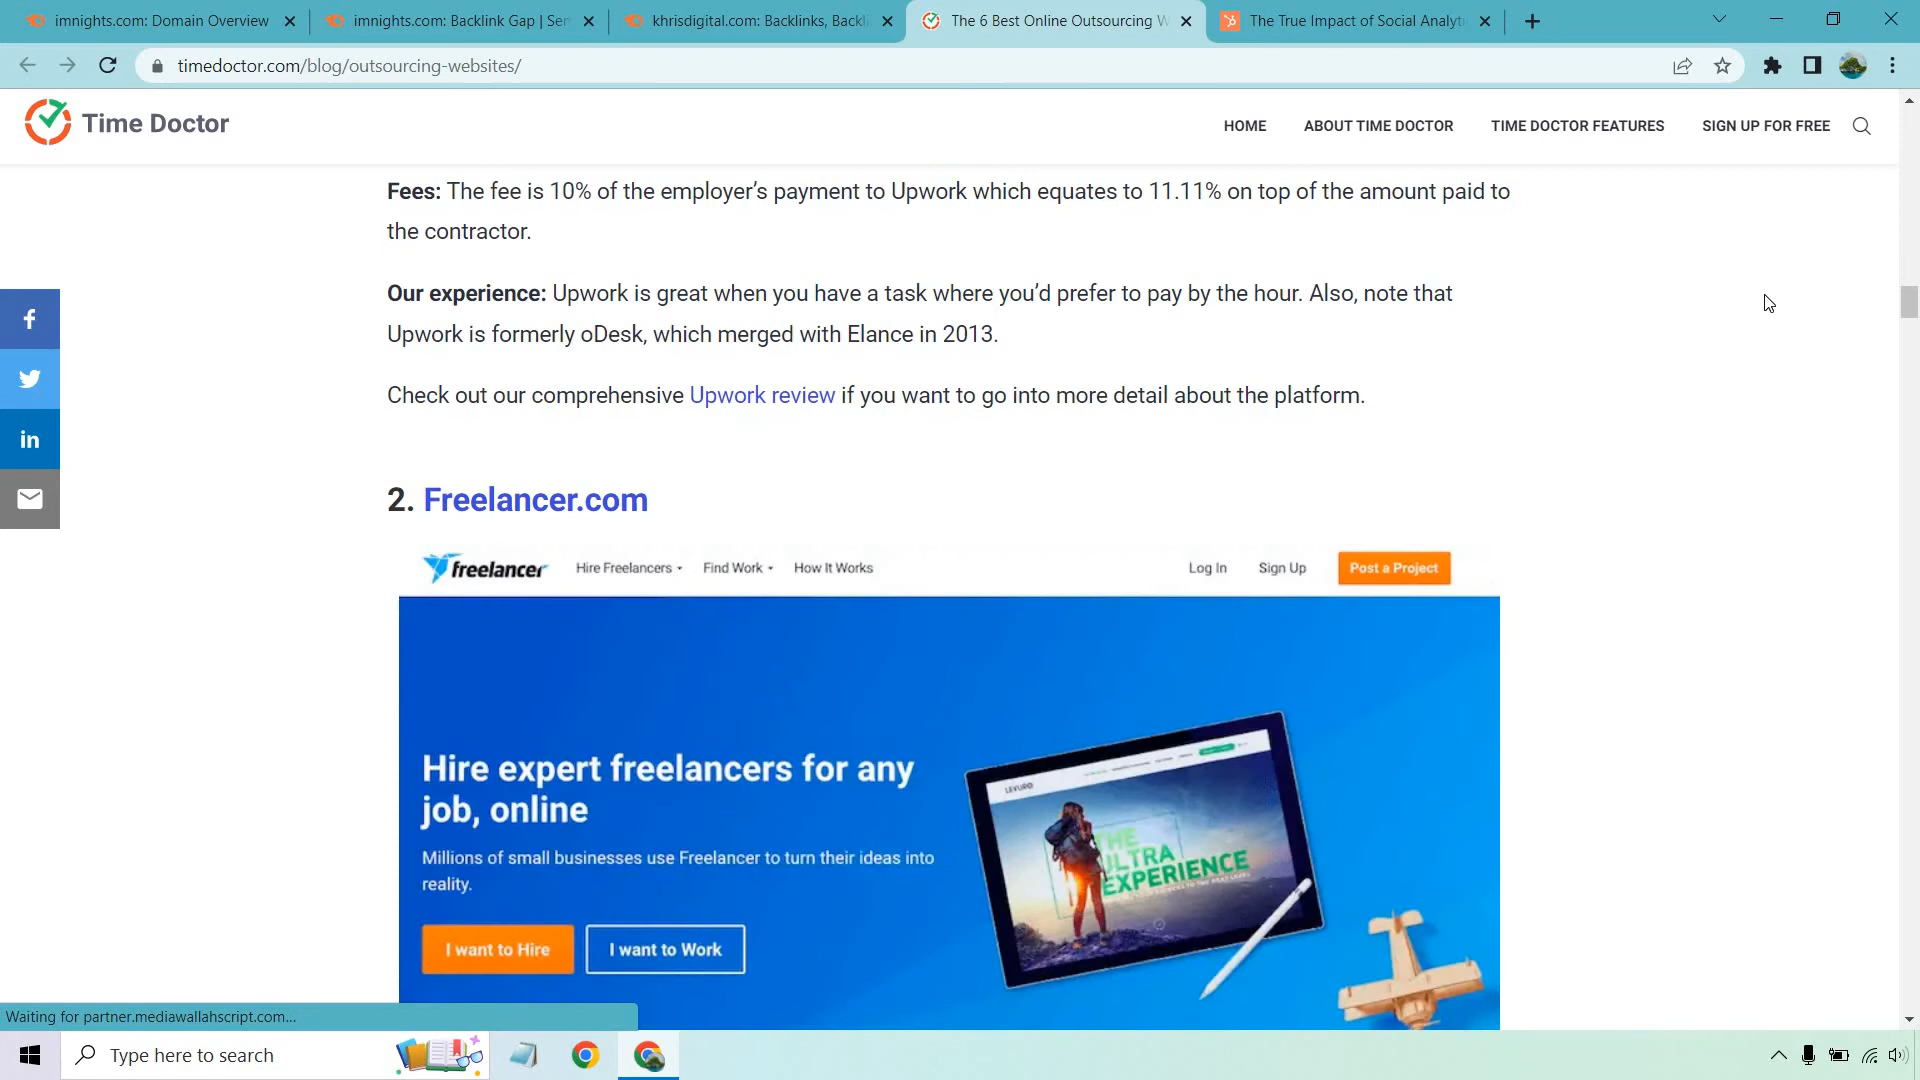 imnights.com: Domain Overview
imnights.com: Backlink Gap | Sem
khrisdigital.com: Backlinks, Backli
The 6 Best Online Outsourcing W
The True Impact of Social Analyti
timedoctor.com/blog/outsourcing-websites/
Time Doctor
HOME
ABOUT TIME DOCTOR
TIME DOCTOR FEATURES
SIGN UP FOR FREE
Fees: The fee is 10% of the employer’s payment to Upwork which equates to 11.11% on top of the amount paid to
the contractor.
Our experience: Upwork is great when you have a task where you’d prefer to pay by the hour. Also, note that
Upwork is formerly oDesk, which merged with Elance in 2013.
Check out our comprehensive Upwork review if you want to go into more detail about the platform.
2. Freelancer.com
freelancer
Hire Freelancers
Find Work
How It Works
Log In
Sign Up
Post a Project
Hire expert freelancers for any
job, online
Millions of small businesses use Freelancer to turn their ideas into
reality.
I want to Hire
I want to Work
LEVURO
THE
ULTRA
EXPERIENCE
Waiting for partner.mediawallahscript.com...
Type here to search